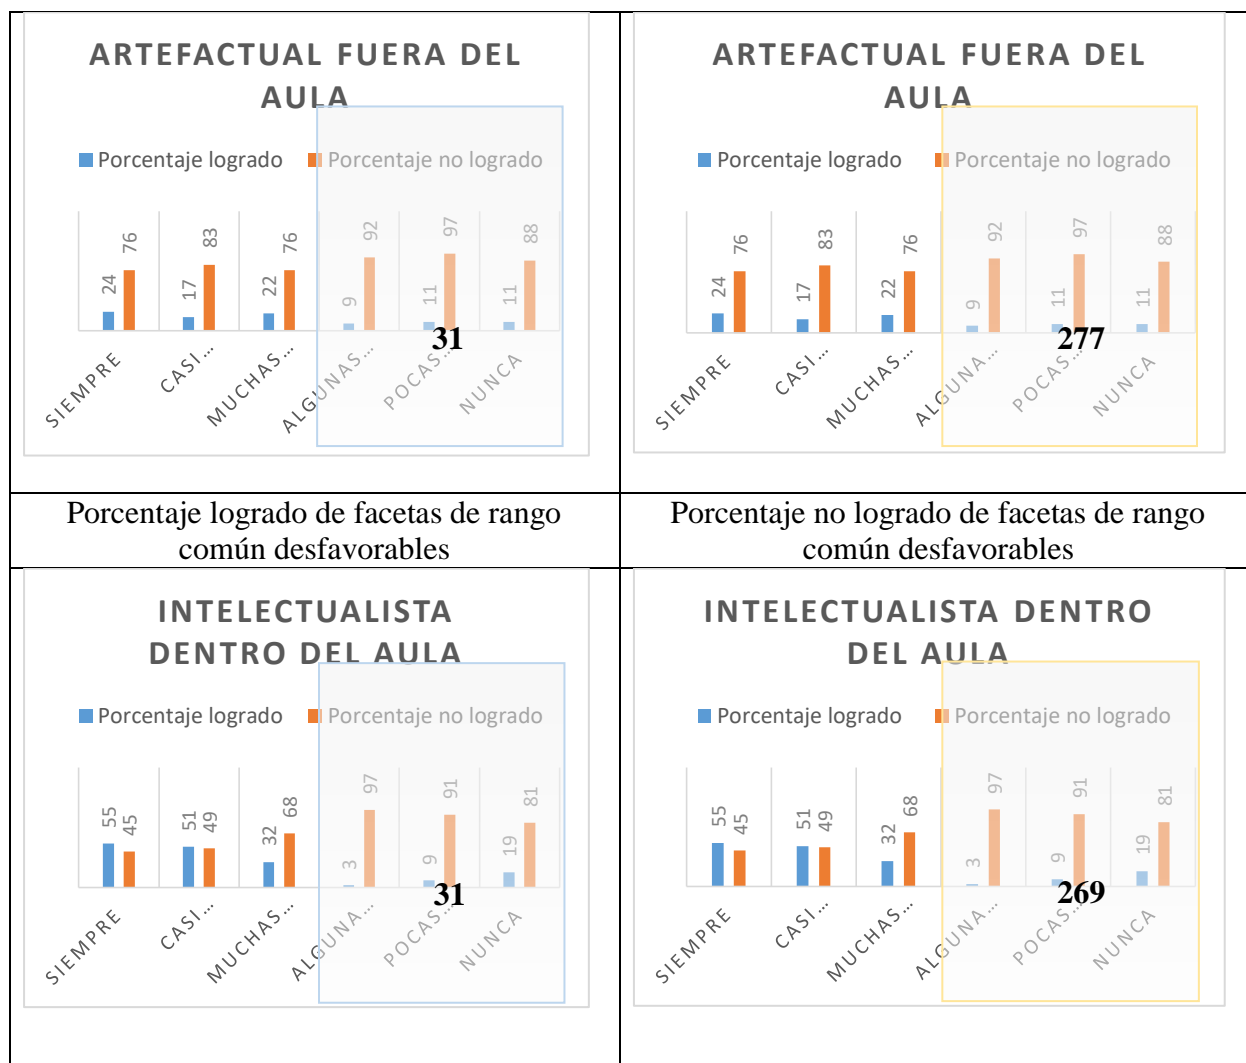 ARTEFACTUAL FUERA DEL
AULA
Porcentaje logrado Porcentaje no logrado
24 76 17 83 22 76 9 92 11 97 11 88
31
SIEMPRE CASI… MUCHAS… ALGUNAS… POCAS… NUNCA
ARTEFACTUAL FUERA DEL
AULA
Porcentaje logrado Porcentaje no logrado
24 76 17 83 22 76 9 92 11 97 11 88
277
SIEMPRE CASI… MUCHAS… ALGUNA… POCAS… NUNCA
Porcentaje logrado de facetas de rango
común desfavorables
Porcentaje no logrado de facetas de rango
común desfavorables
INTELECTUALISTA
DENTRO DEL AULA
Porcentaje logrado Porcentaje no logrado
55 45 51 49 32 68 3 97 9 91 19 81
31
SIEMPRE CASI… MUCHAS… ALGUNA… POCAS… NUNCA
INTELECTUALISTA DENTRO
DEL AULA
Porcentaje logrado Porcentaje no logrado
55 45 51 49 32 68 3 97 9 91 19 81
269
SIEMPRE CASI… MUCHAS… ALGUNA… POCAS… NUNCA